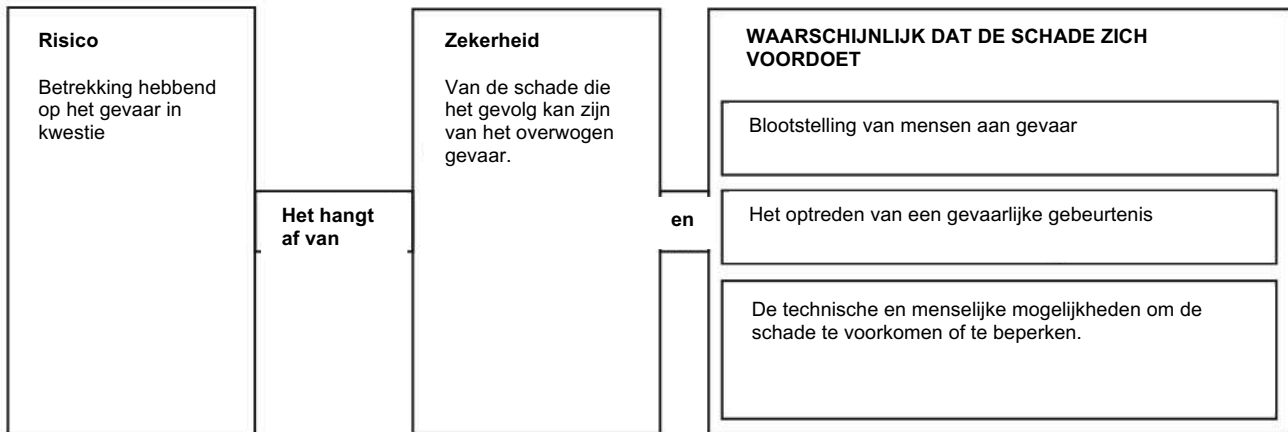 Risico
Betrekking hebbend
op het gevaar in
kwestie
Het hangt
af van
Zekerheid
Van de schade die
het gevolg kan zijn
van het overwogen
gevaar.
en
WAARSCHIJNLIJK DAT DE SCHADE ZICH
VOORDOET
Blootstelling van mensen aan gevaar
Het optreden van een gevaarlijke gebeurtenis
De technische en menselijke mogelijkheden om de
schade te voorkomen of te beperken.